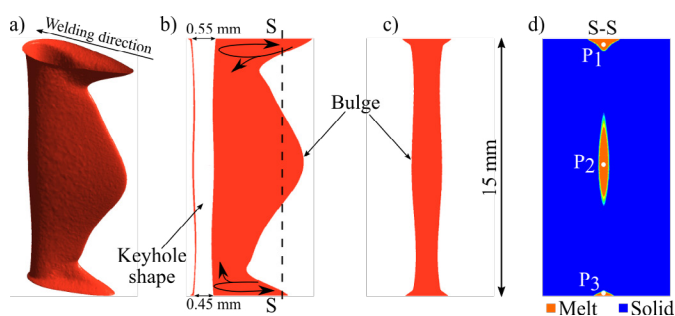 a)
Welding direction
b)
0.55 mm
S
c)
d)
S-S
P1
Bulge
15 mm
P2
Keyhole
shape
P3
0.45 mm
S
Melt
Solid